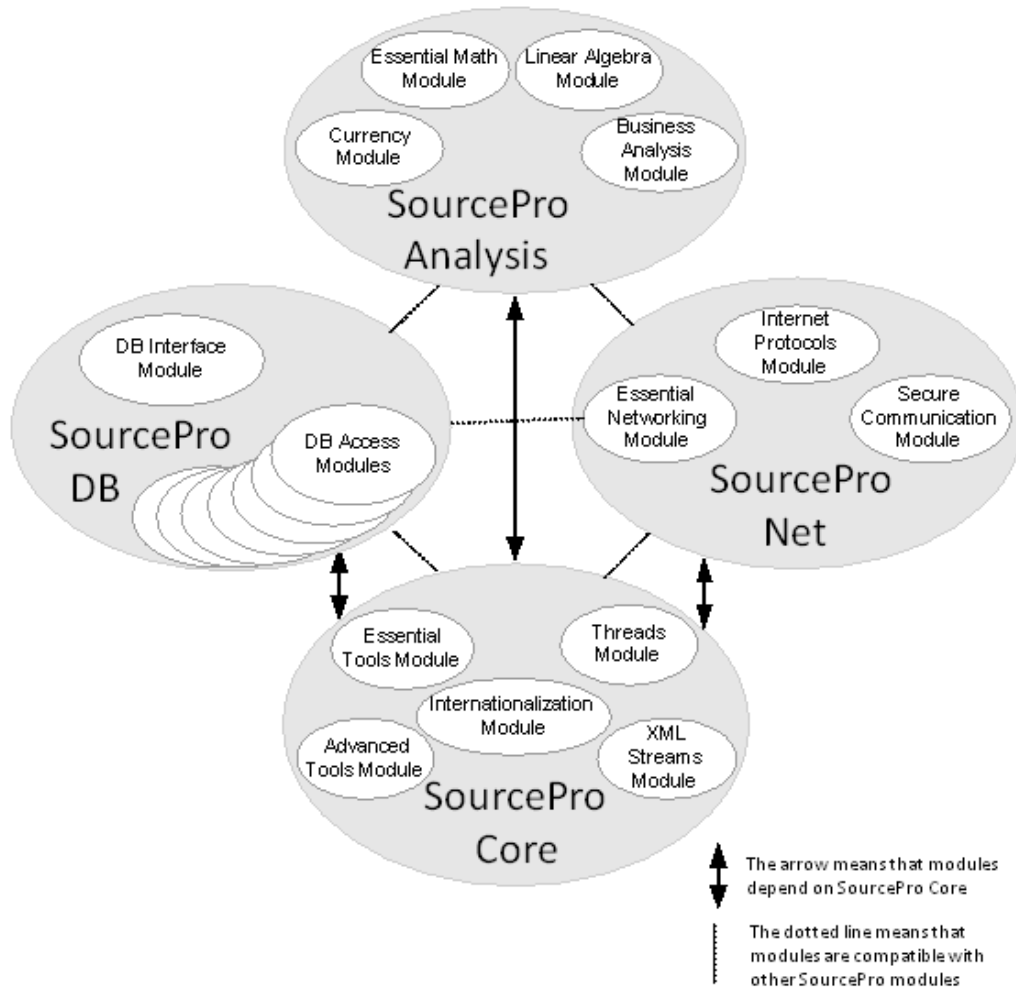 Essential Math
Module
Linear Algebra
Module
Currency
Module
Business
Analysis
Module
SourcePro
Analysis
DB Interface
Module
SourcePro
DB
DB Access
Modules
Internet
Protocols
Module
Essential
Networking
Module
Secure
Communication
Module
SourcePro
Net
Essential
Tools Module
Threads
Module
Internationalization
Module
Advanced
Tools Module
XML
Streams
Module
SourcePro
Core
The arrow means that modules
depend on SourcePro Core
The dotted line means that
modules are compatible with
other SourcePro modules